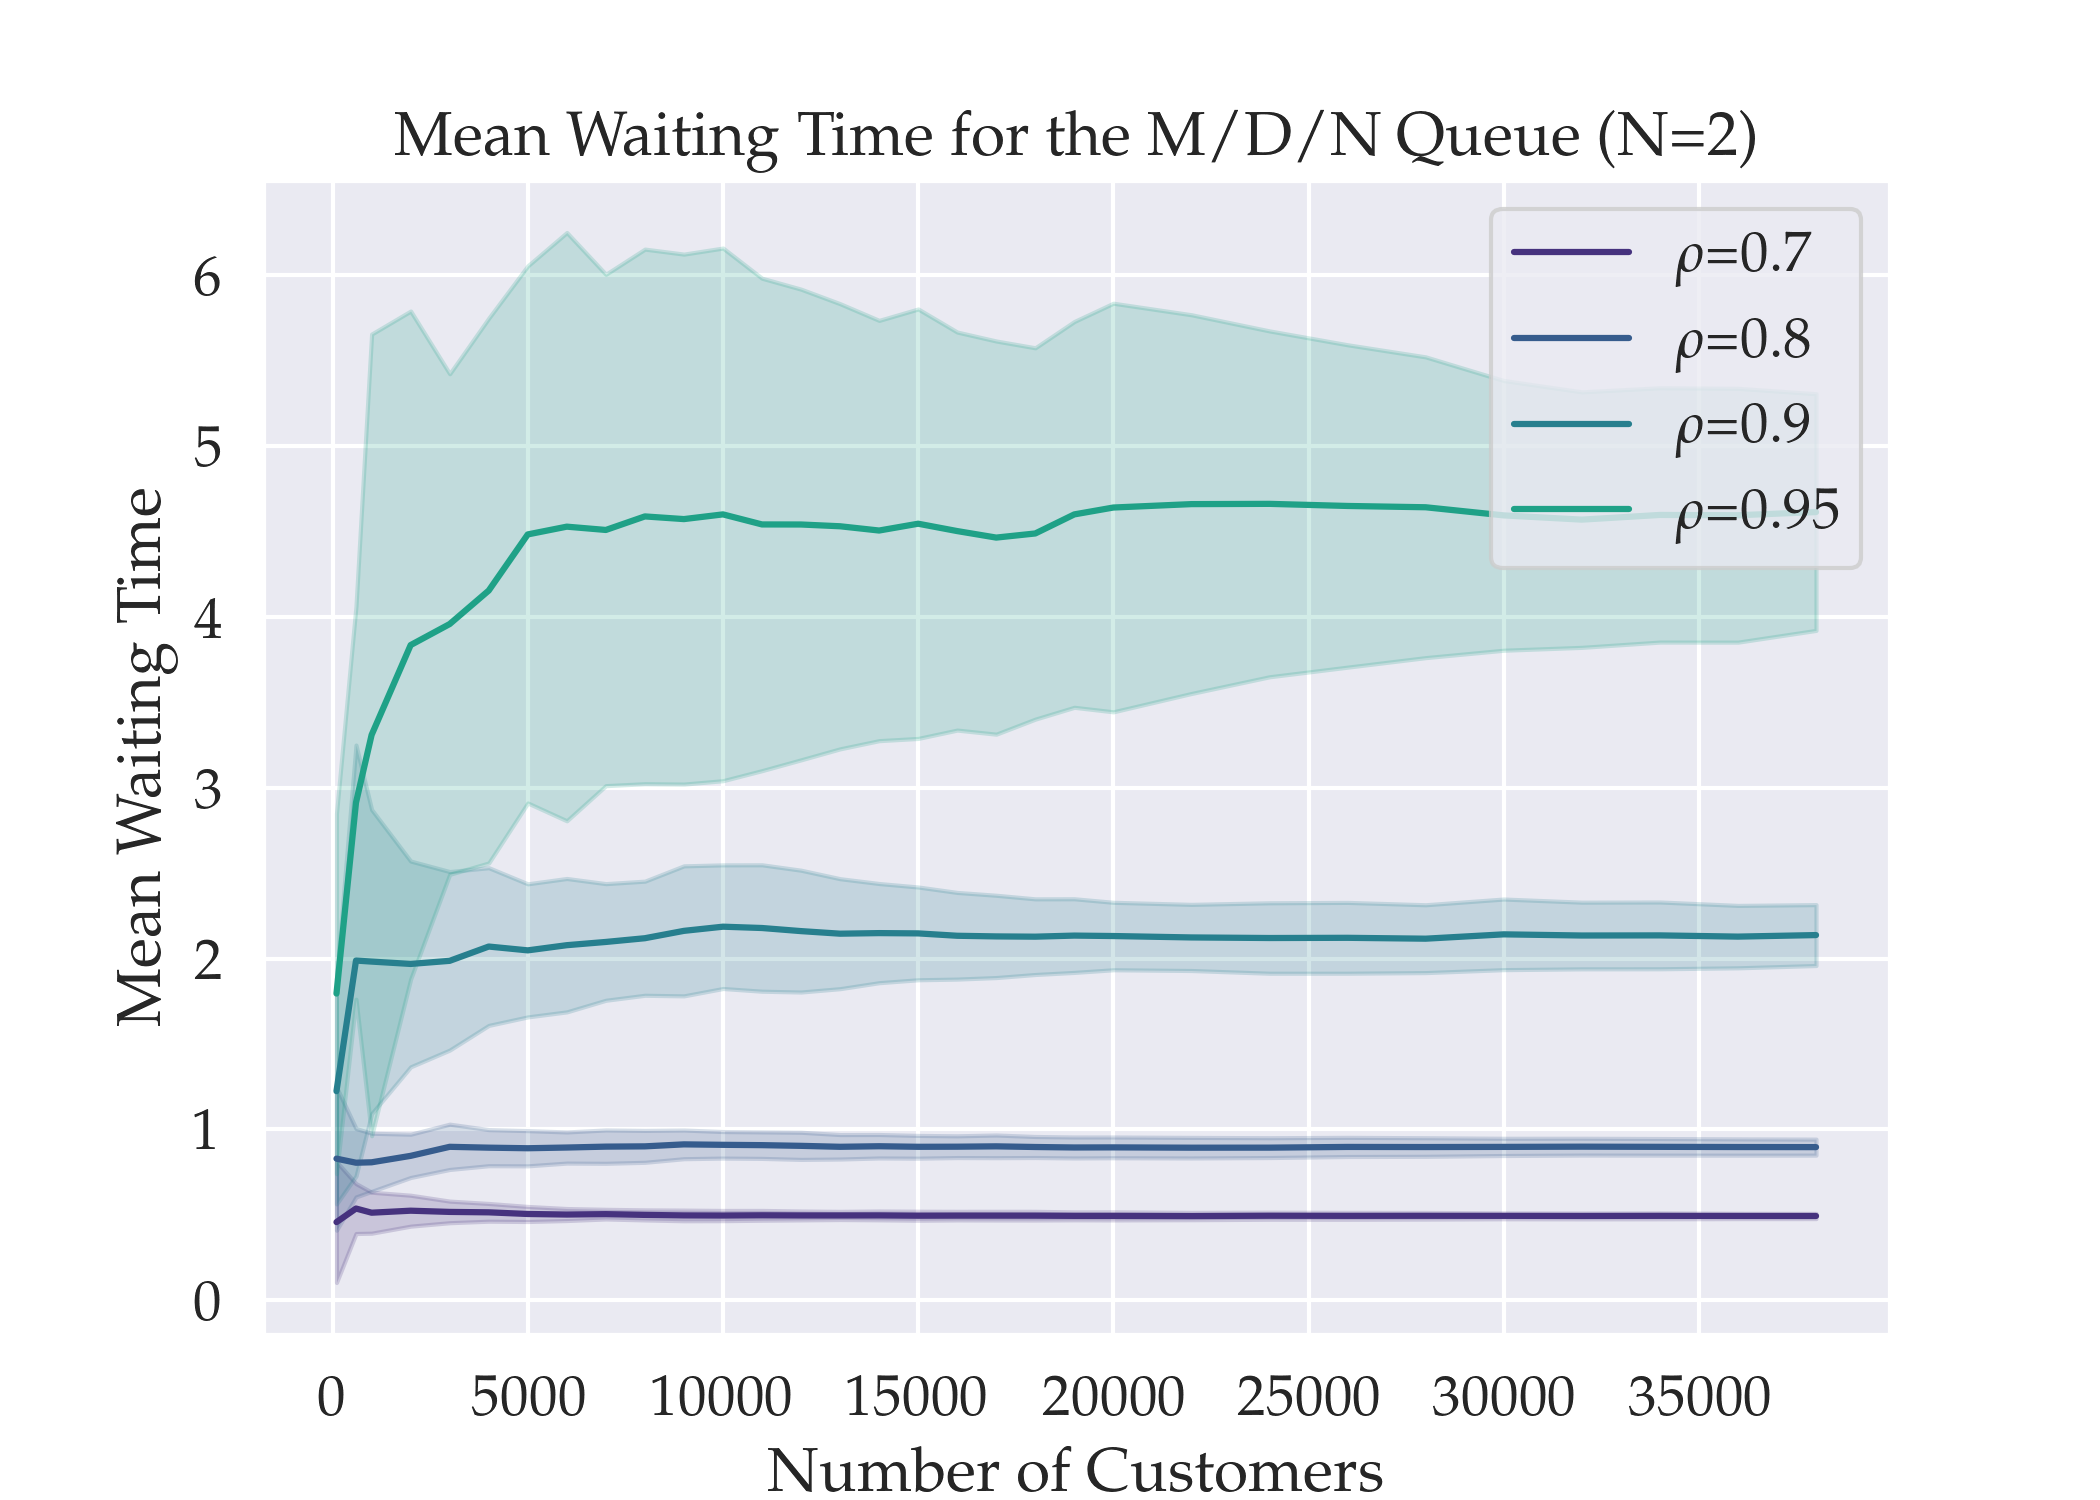 Mean Waiting Time for the M/D/N Queue (N=2)
ρ=0.7
ρ=0.8
ρ=0.9
ρ=0.95
Mean Waiting Time
6
5
4
3
2
1
0
0 5000 10000 15000 20000 25000 30000 35000
Number of Customers